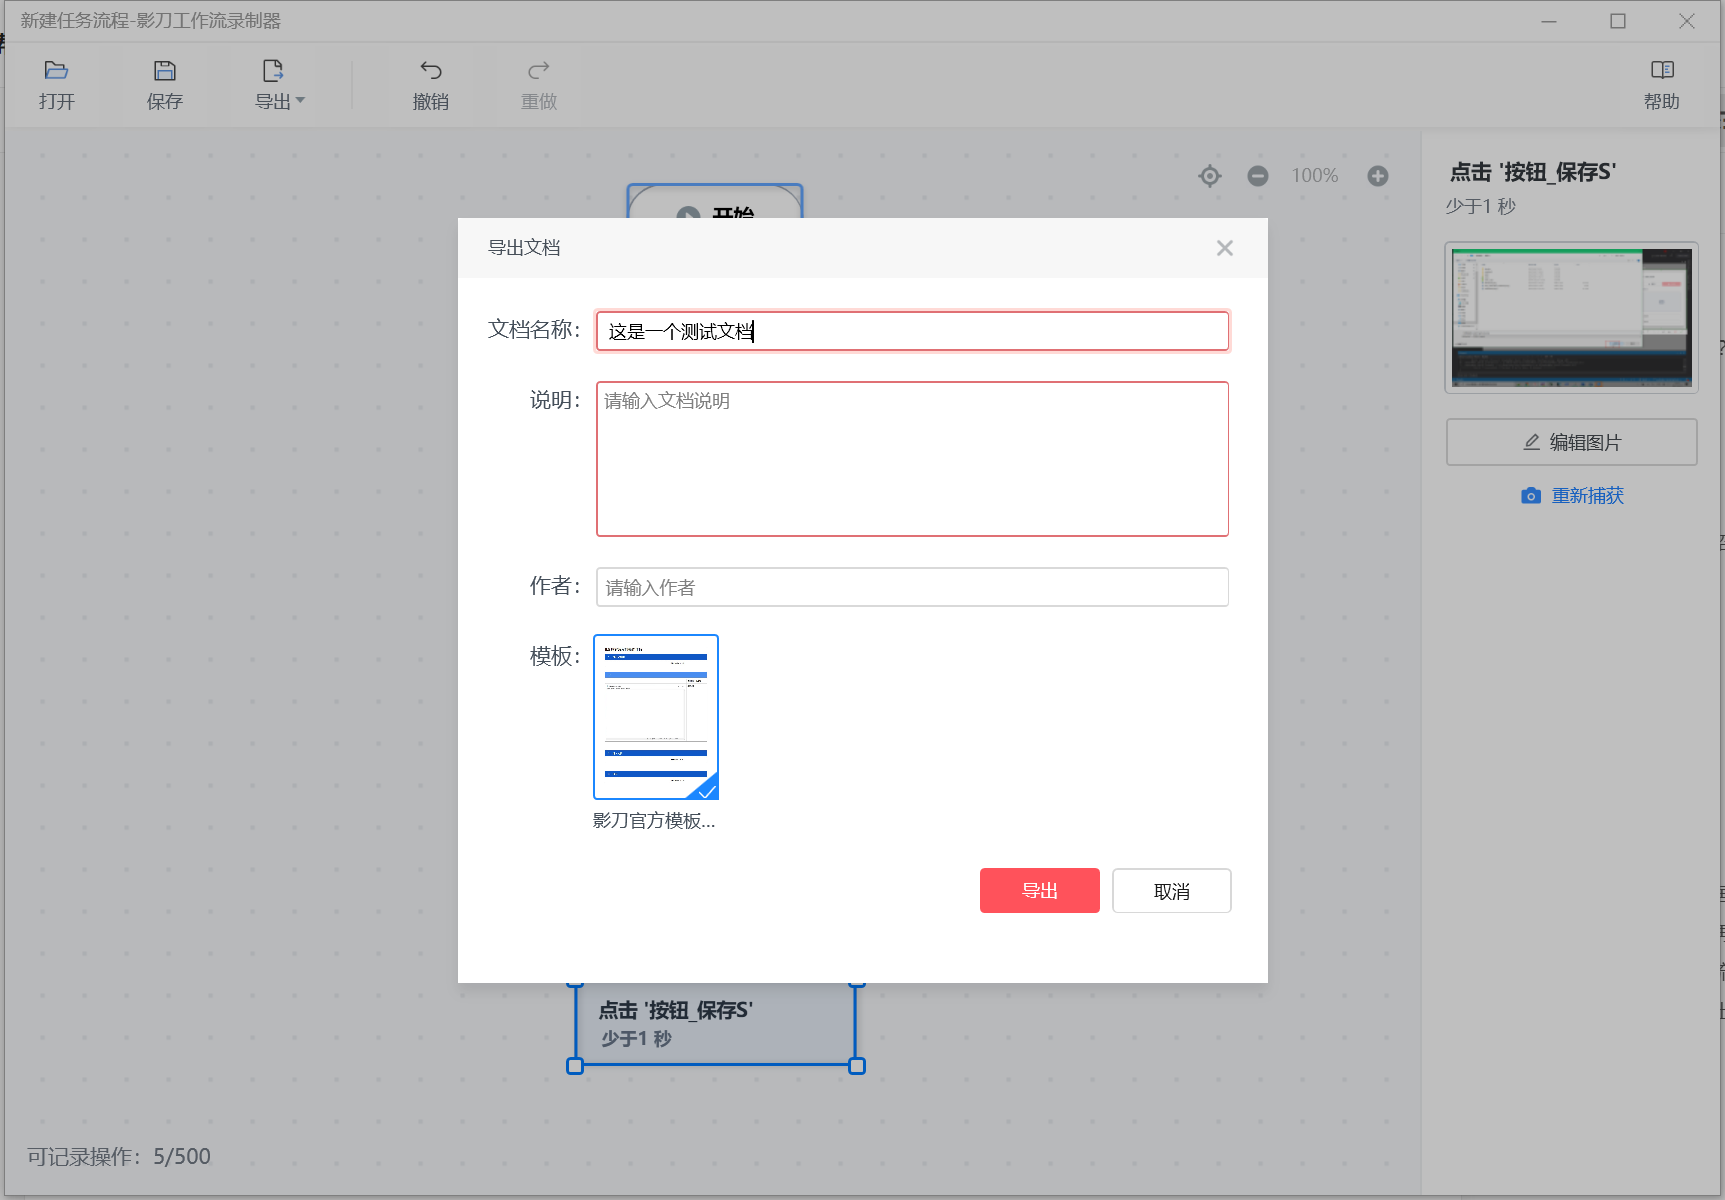 新建任务流程-影刀工作流录制器
打开
保存
导出
撤销
重做
帮助
100%
开始
点击 '按钮_保存S'
少于1 秒
编辑图片
重新捕获
导出文档
文档名称:
这是一个测试文档
说明:
请输入文档说明
作者:
请输入作者
模板:
影刀官方模板...
导出
取消
点击 '按钮_保存S'
少于1 秒
可记录操作: 5/500